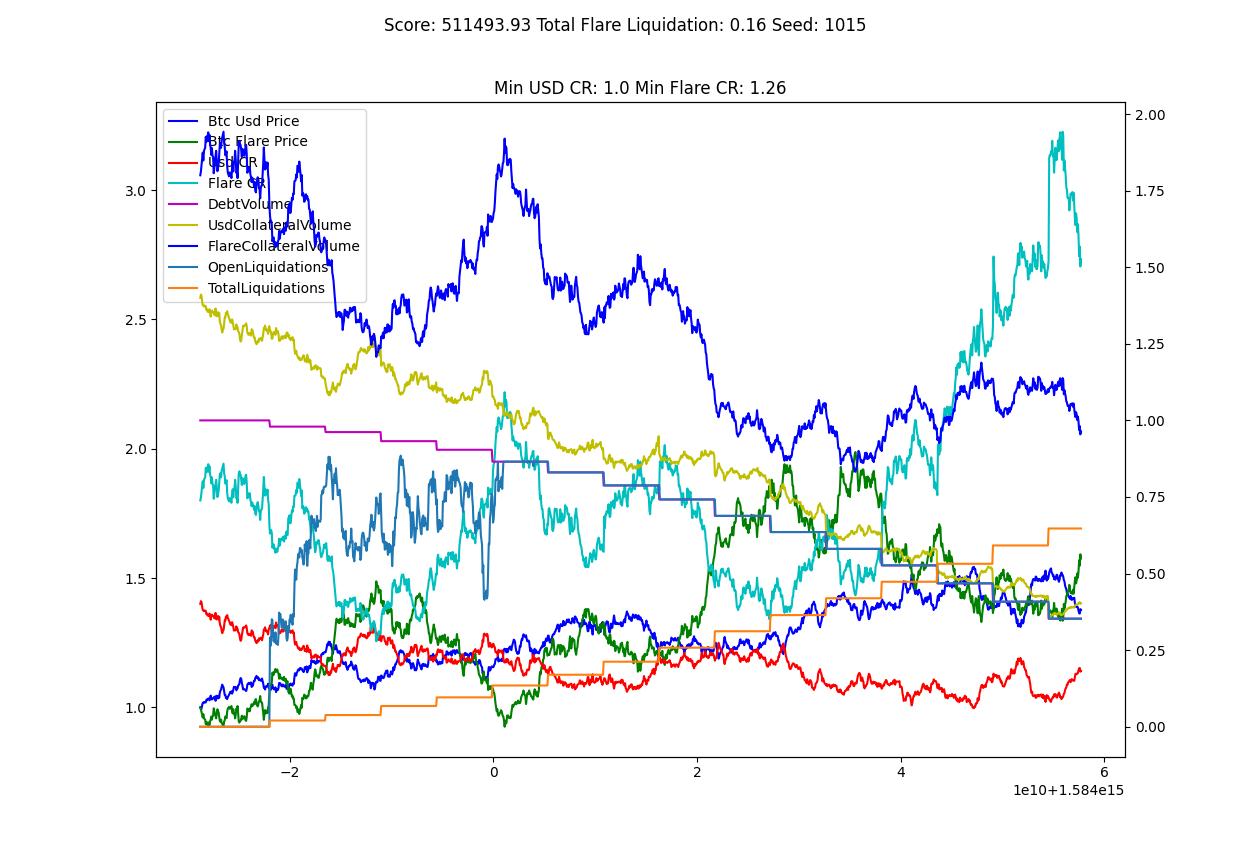 Score: 511493.93 Total Flare Liquidation: 0.16 Seed: 1015
Min USD CR: 1.0 Min Flare CR: 1.26
Btc Usd Price
Btc Flare Price
Usd CR
Flare CR
DebtVolume
UsdCollateralVolume
FlareCollateralVolume
OpenLiquidations
TotalLiquidations
3.0
2.5
2.0
1.5
1.0
2.00
1.75
1.50
1.25
1.00
0.75
0.50
0.25
0.00
−2
0
2
4
6
1e10+1.584e15